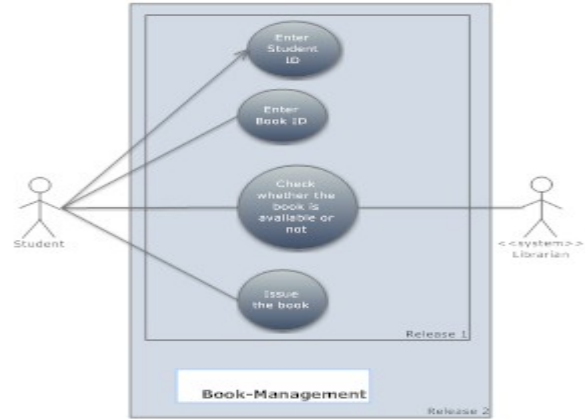 Enter
Student
ID
Enter
Book ID
Check
whether the
book is
available or
not
Student
<<system>>
Librarian
Issue
the book
Release 1
Book-Management
Release 2